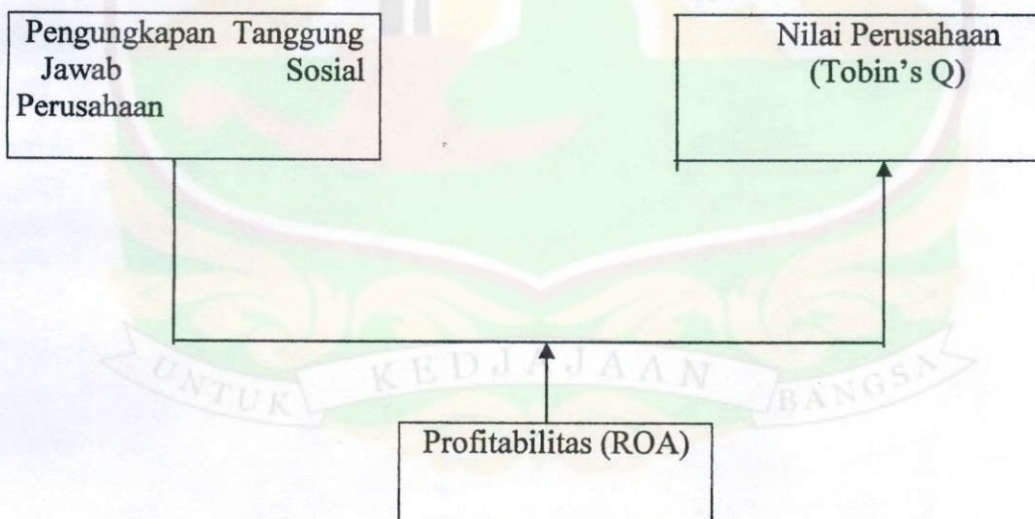 Pengungkapan Tanggung
Jawab Sosial
Perusahaan
Nilai Perusahaan
(Tobin's Q)
UNTUK KEDJAJAAN BANGSA
Profitabilitas (ROA)